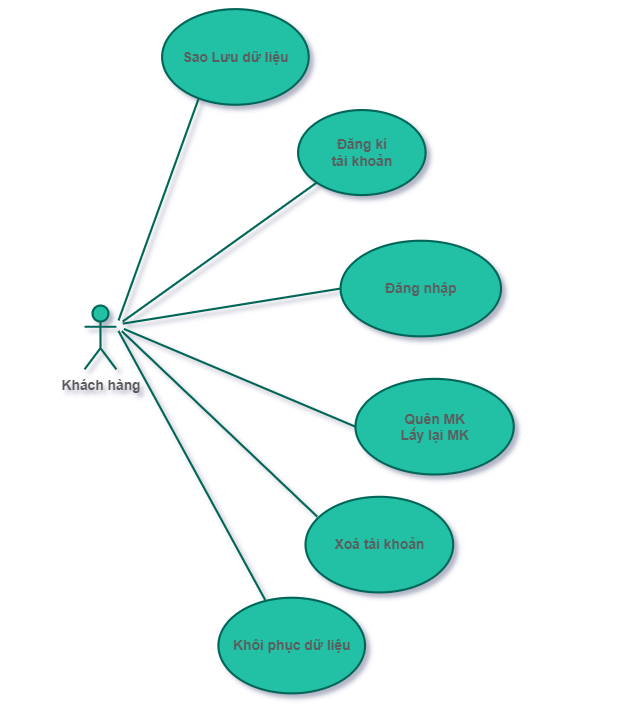 Sao Lưu dữ liệu
Đăng kí
tài khoản
Đăng nhập
Khách hàng
Quên MK
Lấy lại MK
Xoá tài khoản
Khôi phục dữ liệu